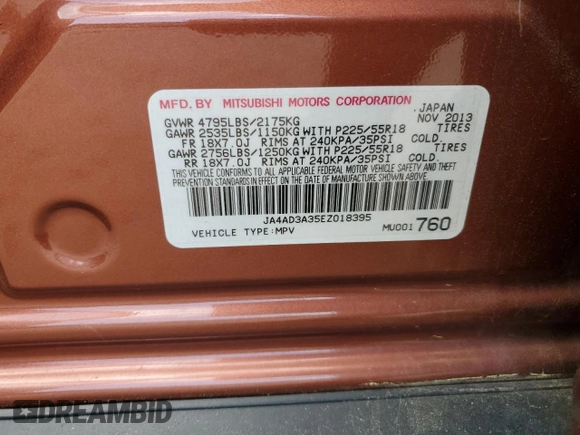 MFD. BY MITSUBISHI MOTORS CORPORATION
GVWR 4795LBS/2175KG JAPAN NOV 2013
GAWR 2535LBS/1150KG WITH P225/55R18 TIRES
FR 18X7.0J RIMS AT 240KPA/35PSI COLD.
GAWR 2756LBS/1250KG WITH P225/55R18 TIRES
RR 18X7.0J RIMS AT 240KPA/35PSI COLD.
THIS VEHICLE CONFORMS TO ALL APPLICABLE FEDERAL MOTOR VEHICLE SAFETY AND THEFT
PREVENTION STANDARDS IN EFFECT ON THE DATE OF MANUFACTURE SHOWN ABOVE.
JA4AD3A35EZ018395
VEHICLE TYPE:MPV MU001 760
DREAMBID